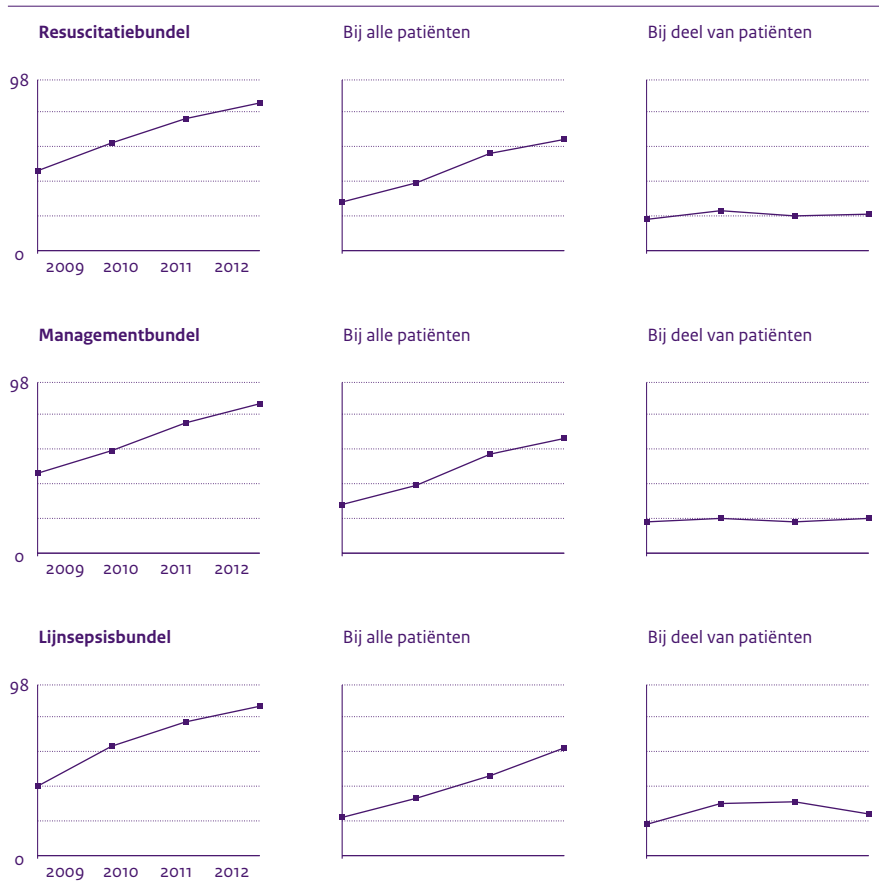 Resuscitatiebundel Bij alle patiënten Bij deel van patiënten
98
0
2009 2010 2011 2012
Managementbundel Bij alle patiënten Bij deel van patiënten
98
0
2009 2010 2011 2012
Lijnsepsisbundel Bij alle patiënten Bij deel van patiënten
98
0
2009 2010 2011 2012